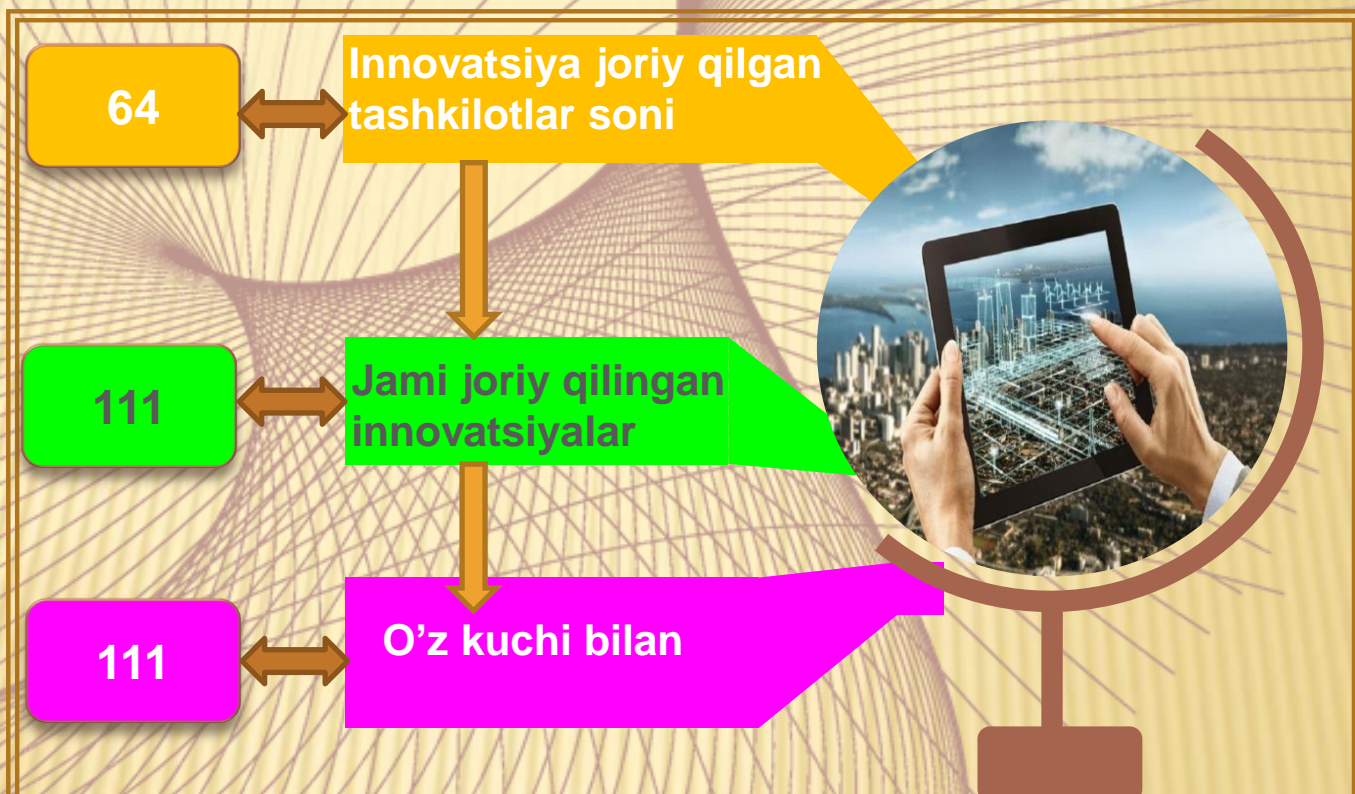 64
Innovatsiya joriy qilgan
tashkilotlar soni
111
Jami joriy qilingan
innovatsiyalar
111
O’z kuchi bilan